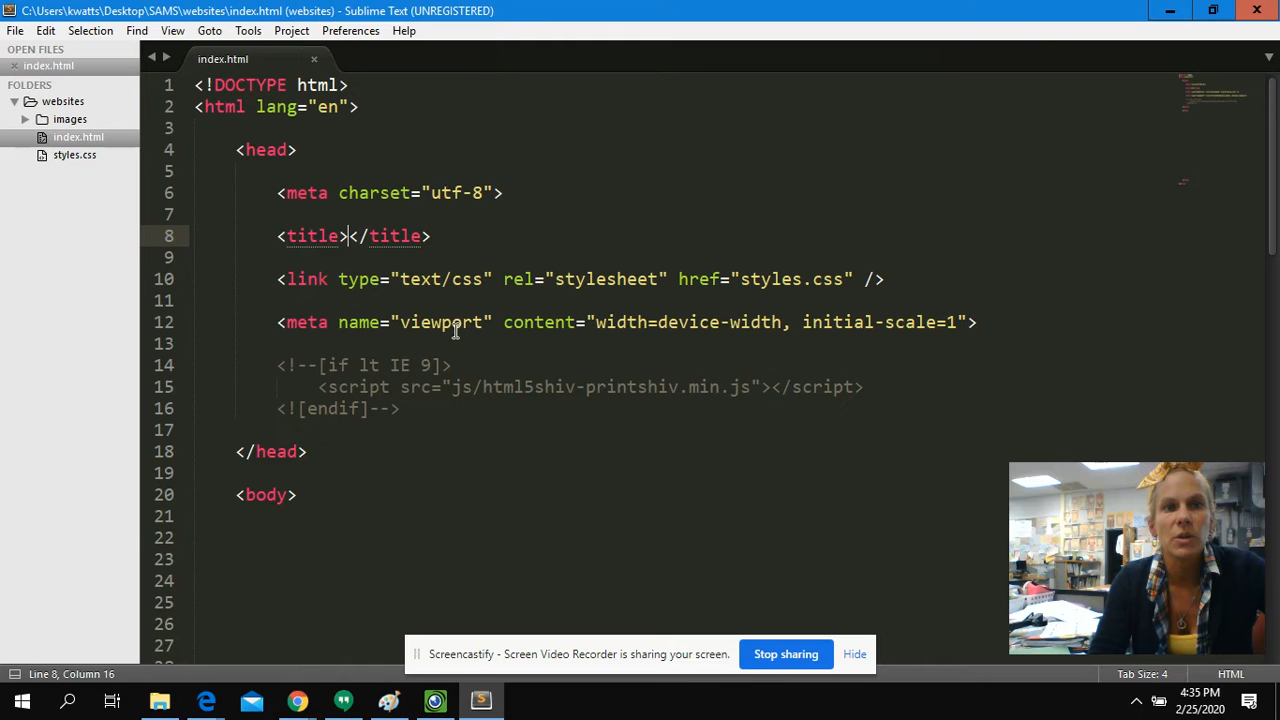 C:\Users\kwatts\Desktop\SAMS\websites\index.html (websites) - Sublime Text (UNREGISTERED)
File Edit Selection Find View Goto Tools Project Preferences Help
OPEN FILES
index.html
FOLDERS
websites
images
index.html
styles.css
index.html
1 <!DOCTYPE html>
2 <html lang="en">
3
4 <head>
5
6 <meta charset="utf-8">
7
8 <title></title>
9
10 <link type="text/css" rel="stylesheet" href="styles.css" />
11
12 <meta name="viewport" content="width=device-width, initial-scale=1">
13
14 <!--[if lt IE 9]>
15 <script src="js/html5shiv-printshiv.min.js"></script>
16 <![endif]-->
17
18 </head>
19
20 <body>
21
22
23
24
25
26
27
Screencastify - Screen Video Recorder is sharing your screen. Stop sharing Hide
Line 8, Column 16 Tab Size: 4 HTML
4:35 PM
2/25/2020